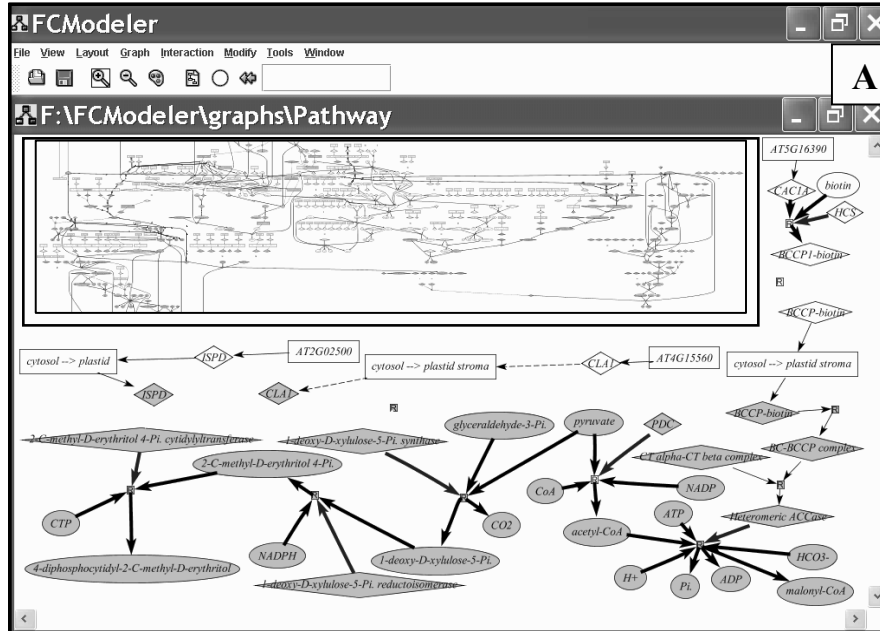 FCModeler
File View Layout Graph Interaction Modify Tools Window
A
F:\FCModeler\graphs\Pathway
AT5G16390
CAC1A
biotin
HCS
R
BCCP1-biotin
R
BCCP-biotin
cytosol --> plastid
ISPD
AT2G02500
cytosol --> plastid stroma
CLA1
AT4G15560
cytosol --> plastid stroma
ISPD
CLA1
R
BCCP-biotin
R
2-C-methyl-D-erythritol 4-Pi. cytidylyltransferase
1-deoxy-D-xylulose-5-Pi. synthase
glyceraldehyde-3-Pi.
pyruvate
PDC
BC-BCCP complex
2-C-methyl-D-erythritol 4-Pi.
CT alpha-CT beta complex
R
R
R
R
R
CoA
NADP
CTP
CO2
acetyl-CoA
ATP
Heteromeric ACCase
NADPH
1-deoxy-D-xylulose-5-Pi.
R
HCO3-
4-diphosphocytidyl-2-C-methyl-D-erythritol
1-deoxy-D-xylulose-5-Pi. reductoisomerase
H+
Pi.
ADP
malonyl-CoA